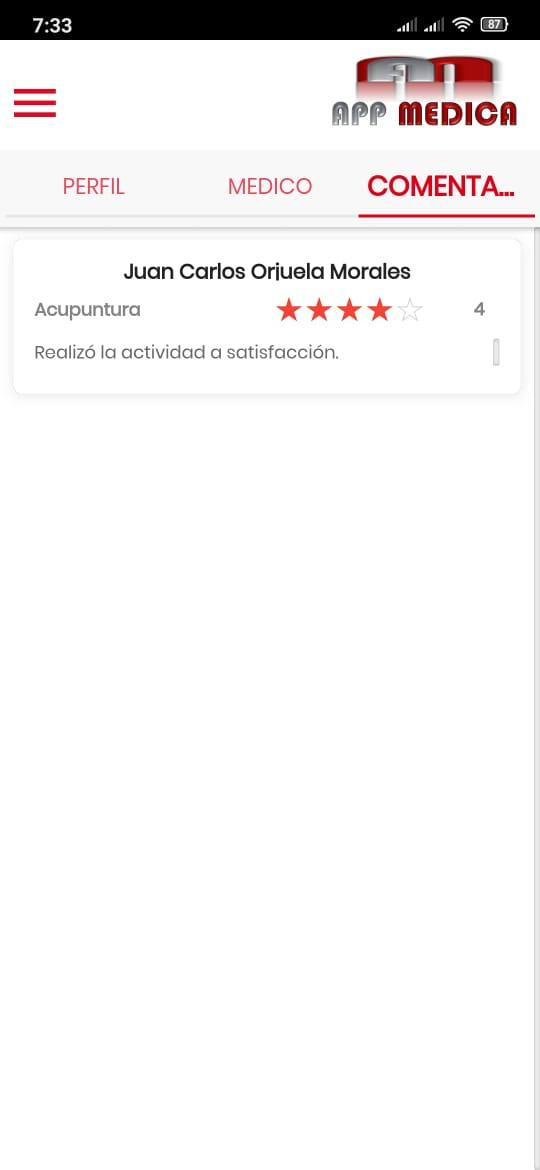 7:33
87
APP MEDICA
PERFIL MEDICO COMENTA...
Juan Carlos Orjuela Morales
Acupuntura 4
Realizó la actividad a satisfacción.